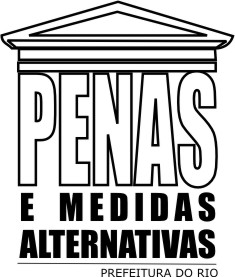 PENAS
E MEDIDAS
ALTERNATIVAS
PREFEITURA DO RIO